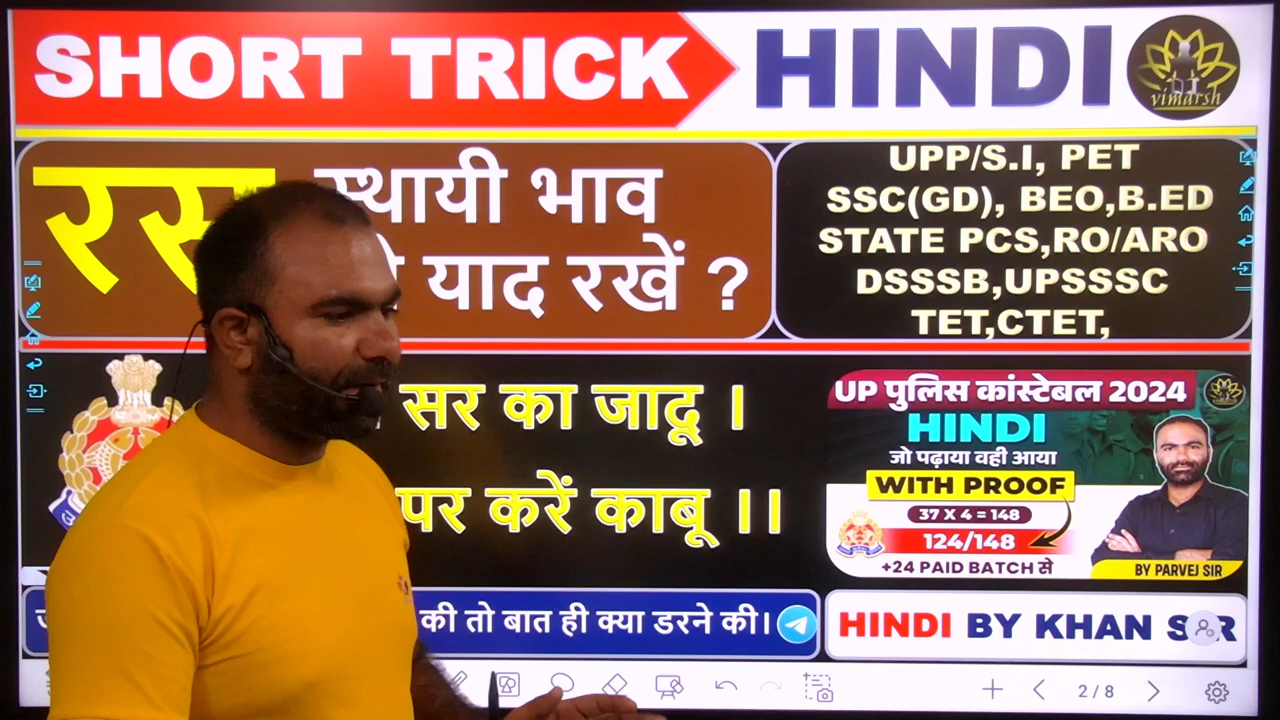 SHORT TRICK HINDI
vimarsh
रस स्थायी भाव
याद रखें ?
UPP/S.I, PET
SSC(GD), BEO,B.ED
STATE PCS,RO/ARO
DSSSB,UPSSSC
TET,CTET,
सर का जादू ।
पर करें काबू ।।
UP पुलिस कांस्टेबल 2024
HINDI
जो पढ़ाया वही आया
WITH PROOF
37 X 4 = 148
124/148
+24 PAID BATCH से
BY PARVEJ SIR
की तो बात ही क्या डरने की।
HINDI BY KHAN SIR
2 / 8